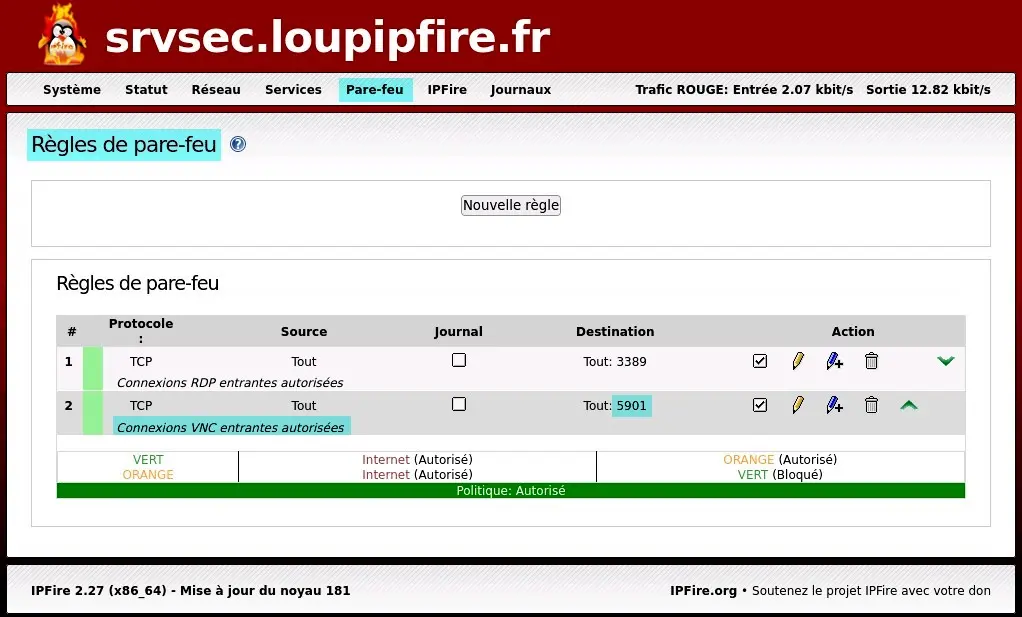 srvsec.loupipfire.fr
Système Statut Réseau Services Pare-feu IPFire Journaux Trafic ROUGE: Entrée 2.07 kbit/s Sortie 12.82 kbit/s
Règles de pare-feu
Nouvelle règle
Règles de pare-feu
# Protocole : Source Journal Destination Action
1 TCP Tout Tout: 3389
Connexions RDP entrantes autorisées
2 TCP Tout Tout: 5901
Connexions VNC entrantes autorisées
VERT Internet (Autorisé) ORANGE (Autorisé)
ORANGE Internet (Autorisé) VERT (Bloqué)
Politique: Autorisé
IPFire 2.27 (x86_64) - Mise à jour du noyau 181 IPFire.org • Soutenez le projet IPFire avec votre don